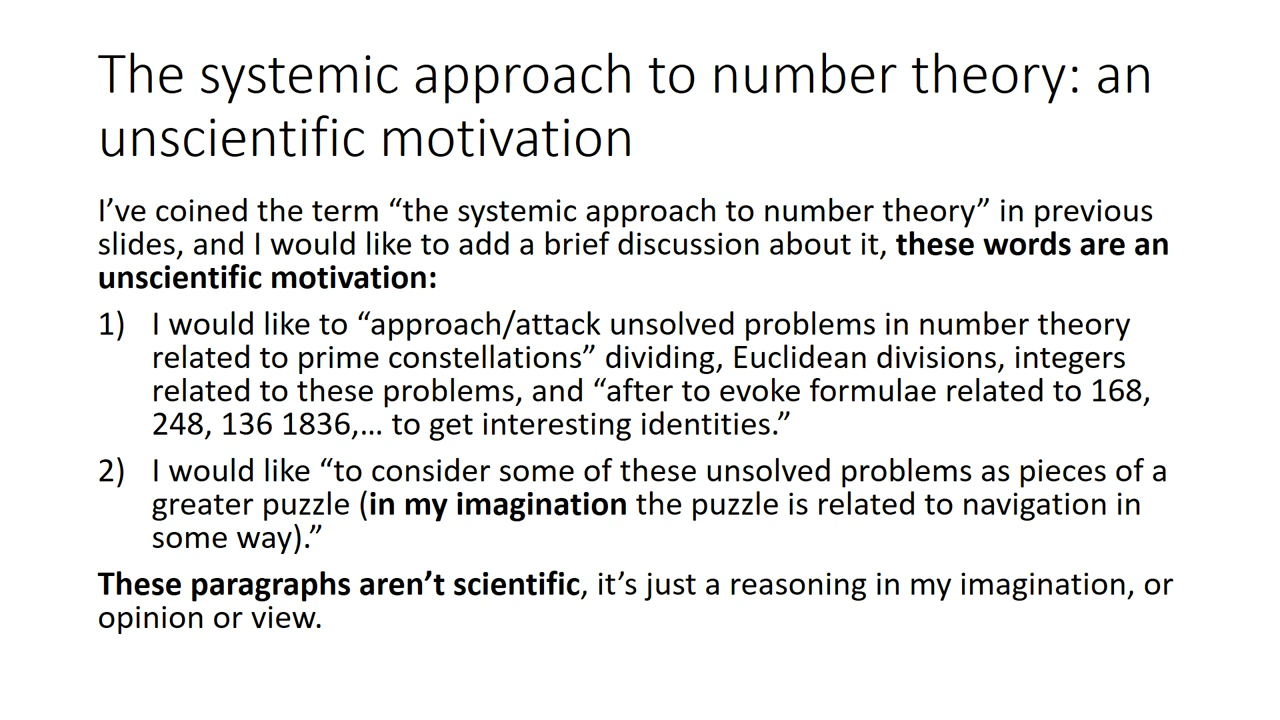 The systemic approach to number theory: an
unscientific motivation
I’ve coined the term “the systemic approach to number theory” in previous
slides, and I would like to add a brief discussion about it, these words are an
unscientific motivation:
1) I would like to “approach/attack unsolved problems in number theory
related to prime constellations” dividing, Euclidean divisions, integers
related to these problems, and “after to evoke formulae related to 168,
248, 136 1836,... to get interesting identities.”
2) I would like “to consider some of these unsolved problems as pieces of a
greater puzzle (in my imagination the puzzle is related to navigation in
some way).”
These paragraphs aren’t scientific, it’s just a reasoning in my imagination, or
opinion or view.